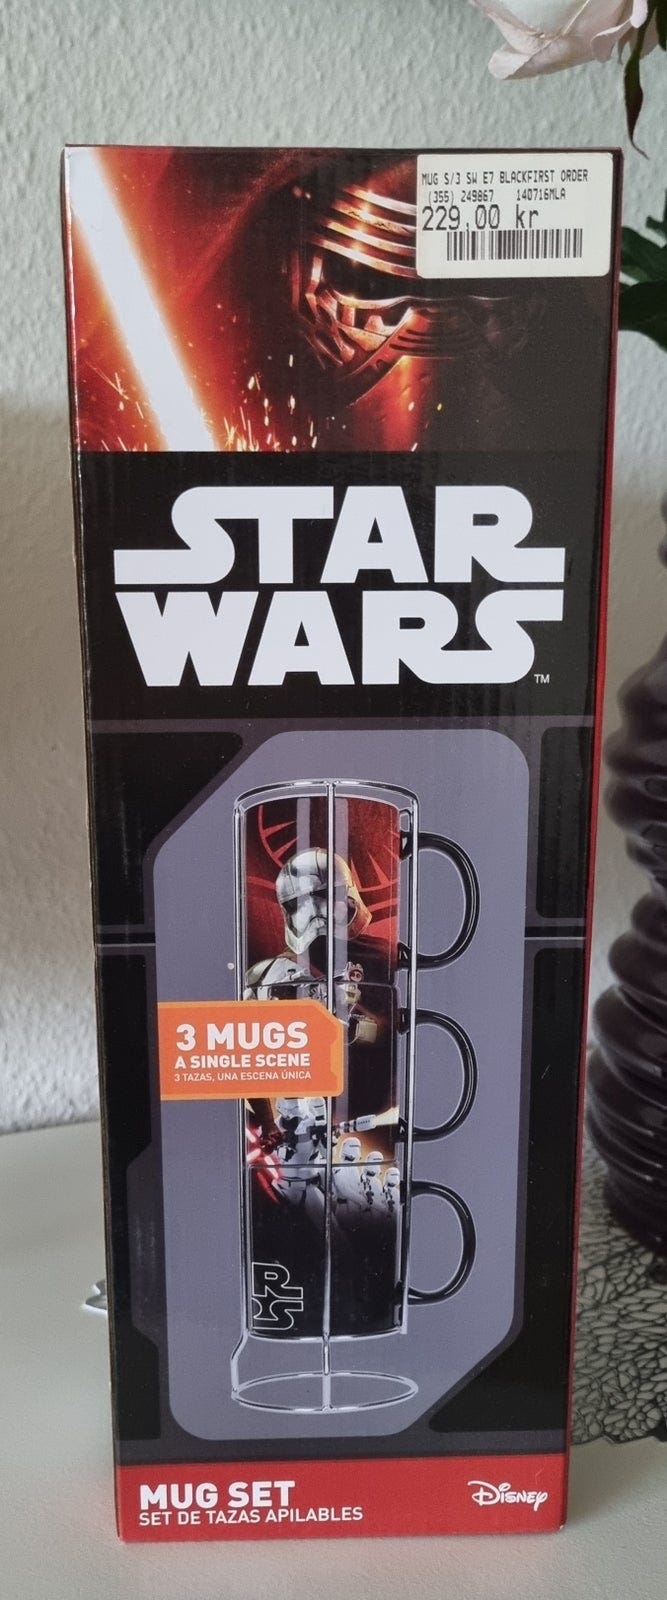 MUG S/3 SW E7 BLACKFIRST ORDER
(355) 249867 140716MLA
229,00 kr
STAR
WARS
TM
3 MUGS
A SINGLE SCENE
3 TAZAS, UNA ESCENA ÚNICA
MUG SET
SET DE TAZAS APILABLES
Disney